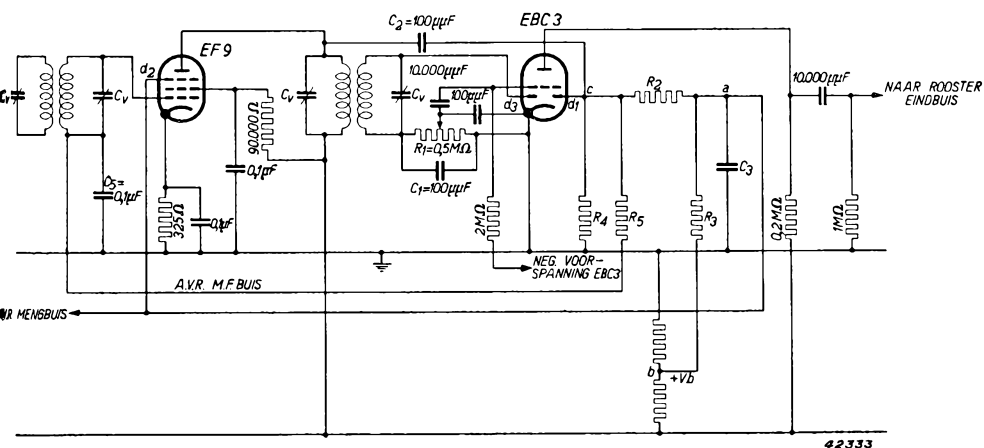 C₂=100µµF
EBC3
EF9
d₂
Cᵥ
Cᵥ
Cᵥ
Cᵥ
10.000µµF
100µµF
d₃
d₁
c
R₂
a
10.000µµF
NAAR ROOSTER
EINDBUIS
90.000Ω
R₁=0,5MΩ
C₁=100µµF
C₃
0,1µF
0,1µF
325Ω
0,1µF
2MΩ
R₄
R₅
R₃
0,2MΩ
1MΩ
NEG. VOOR-
SPANNING EBC3
A.V.R. M.F. BUIS
MENGBUIS
b
+Vb
42333